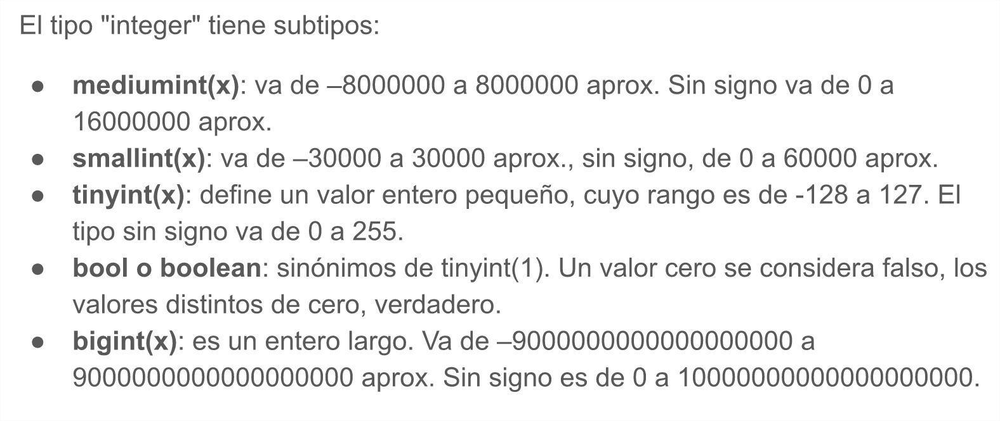 El tipo "integer" tiene subtipos:
● mediumint(x): va de –8000000 a 8000000 aprox. Sin signo va de 0 a
16000000 aprox.
● smallint(x): va de –30000 a 30000 aprox., sin signo, de 0 a 60000 aprox.
● tinyint(x): define un valor entero pequeño, cuyo rango es de -128 a 127. El
tipo sin signo va de 0 a 255.
● bool o boolean: sinónimos de tinyint(1). Un valor cero se considera falso, los
valores distintos de cero, verdadero.
● bigint(x): es un entero largo. Va de –9000000000000000000 a
9000000000000000000 aprox. Sin signo es de 0 a 10000000000000000000.